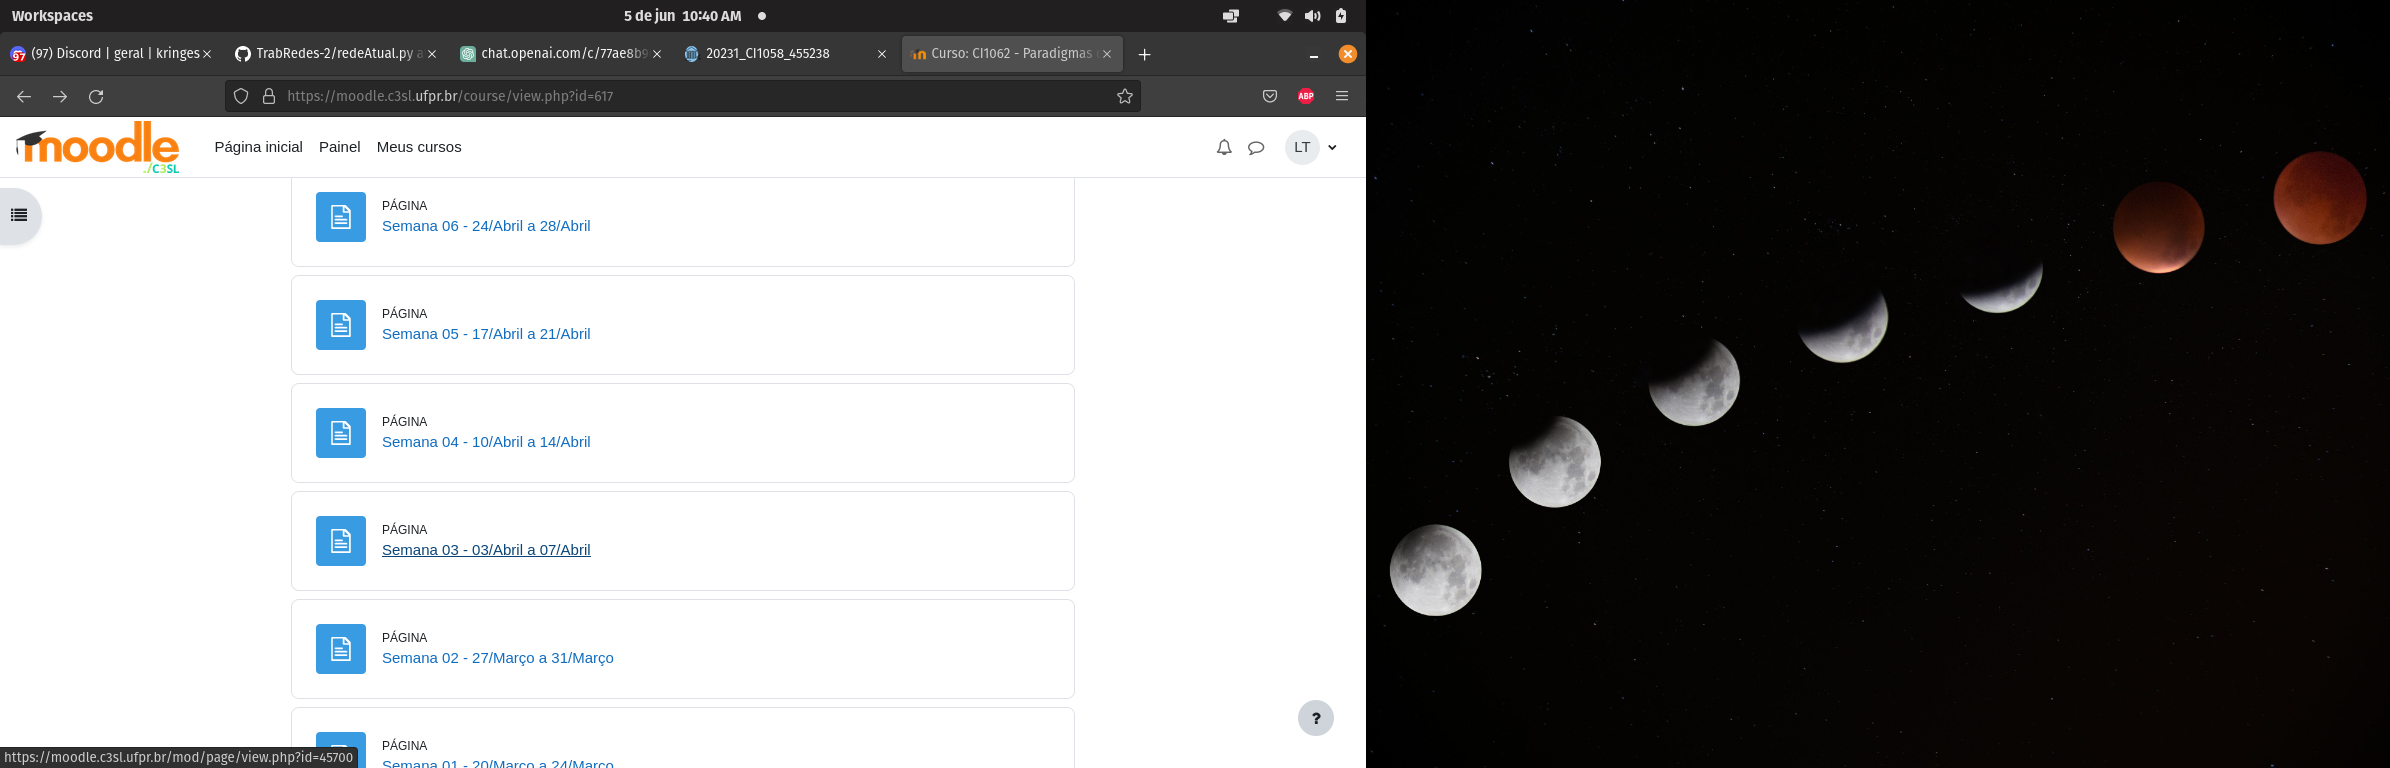 Workspaces
5 de jun 10:40 AM
(97) Discord | geral | kringes
TrabRedes-2/redeAtual.py a
chat.openai.com/c/77ae8b9
20231_CI1058_455238
Curso: CI1062 - Paradigmas
https://moodle.c3sl.ufpr.br/course/view.php?id=617
ABP
moodle
./C3SL
Página inicial
Painel
Meus cursos
LT
PÁGINA
Semana 06 - 24/Abril a 28/Abril
PÁGINA
Semana 05 - 17/Abril a 21/Abril
PÁGINA
Semana 04 - 10/Abril a 14/Abril
PÁGINA
Semana 03 - 03/Abril a 07/Abril
PÁGINA
Semana 02 - 27/Março a 31/Março
PÁGINA
Semana 01 - 20/Março a 24/Março
?
https://moodle.c3sl.ufpr.br/mod/page/view.php?id=45700